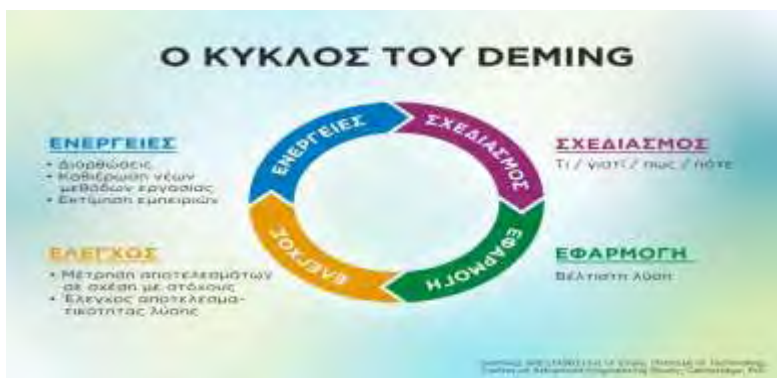 Ο ΚΥΚΛΟΣ ΤΟΥ DEMING
ΕΝΕΡΓΕΙΕΣ
• Διορθώσεις
• Καθιέρωση νέων
μεθόδων εργασίας
• Εκτίμηση εμπειριών
ΕΝΕΡΓΕΙΕΣ
ΣΧΕΔΙΑΣΜΟΣ
ΣΧΕΔΙΑΣΜΟΣ
Τι / γιατί / πως / πότε
ΕΛΕΓΧΟΣ
• Μέτρηση αποτελεσμάτων
σε σχέση με στόχους
• Έλεγχος αποτελεσμα-
τικότητας λύσης
ΕΛΕΓΧΟΣ
ΕΦΑΡΜΟΓΗ
ΕΦΑΡΜΟΓΗ
Βέλτιστη λύση